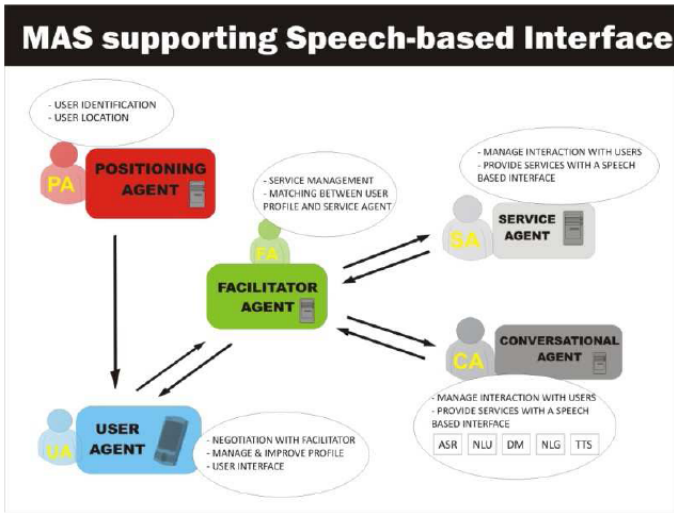 MAS supporting Speech-based Interface
- USER IDENTIFICATION
- USER LOCATION
PA
POSITIONING
AGENT
- SERVICE MANAGEMENT
- MATCHING BETWEEN USER
PROFILE AND SERVICE AGENT
FA
FACILITATOR
AGENT
- MANAGE INTERACTION WITH USERS
- PROVIDE SERVICES WITH A SPEECH
BASED INTERFACE
SA
SERVICE
AGENT
CA
CONVERSATIONAL
AGENT
- MANAGE INTERACTION WITH USERS
- PROVIDE SERVICES WITH A SPEECH
BASED INTERFACE
ASR NLU DM NLG TTS
UA
USER
AGENT
- NEGOTIATION WITH FACILITATOR
- MANAGE & IMPROVE PROFILE
- USER INTERFACE